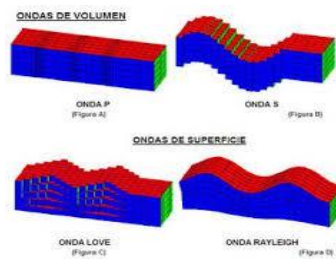 ONDAS DE VOLUMEN
ONDA P
(Figura A)
ONDA S
(Figura B)
ONDAS DE SUPERFICIE
ONDA LOVE
(Figura C)
ONDA RAYLEIGH
(Figura D)